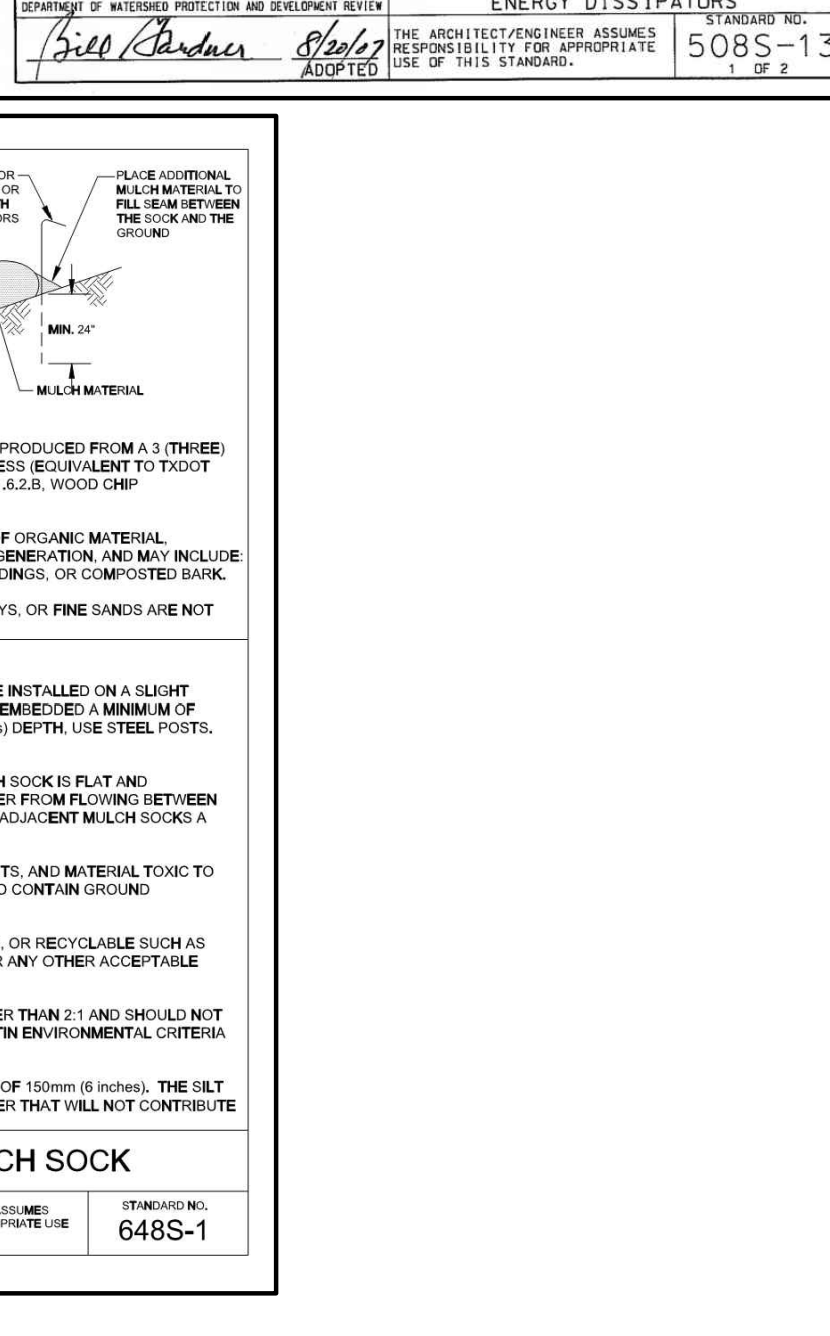 DEPARTMENT OF WATERSHED PROTECTION AND DEVELOPMENT REVIEW
ENERGY DISSIPATORS
Bill Gardner 8/20/07
ADOPTED
THE ARCHITECT/ENGINEER ASSUMES
RESPONSIBILITY FOR APPROPRIATE
USE OF THIS STANDARD.
STANDARD NO.
508S-13
1 OF 2
OR
OR
PLACE ADDITIONAL
MULCH MATERIAL TO
FILL SEAM BETWEEN
THE SOCK AND THE
GROUND
MIN. 24"
MULCH MATERIAL
PRODUCED FROM A 3 (THREE)
ESS (EQUIVALENT TO TXDOT
.6.2.B, WOOD CHIP
OF ORGANIC MATERIAL,
GENERATION, AND MAY INCLUDE:
DINGS, OR COMPOSTED BARK.
YS, OR FINE SANDS ARE NOT
E INSTALLED ON A SLIGHT
EMBEDDED A MINIMUM OF
s) DEPTH, USE STEEL POSTS.
H SOCK IS FLAT AND
ER FROM FLOWING BETWEEN
ADJACENT MULCH SOCKS A
TS, AND MATERIAL TOXIC TO
O CONTAIN GROUND
, OR RECYCLABLE SUCH AS
R ANY OTHER ACCEPTABLE
ER THAN 2:1 AND SHOULD NOT
TIN ENVIRONMENTAL CRITERIA
OF 150mm (6 inches). THE SILT
ER THAT WILL NOT CONTRIBUTE
CH SOCK
ASSUMES
PRIATE USE
STANDARD NO.
648S-1